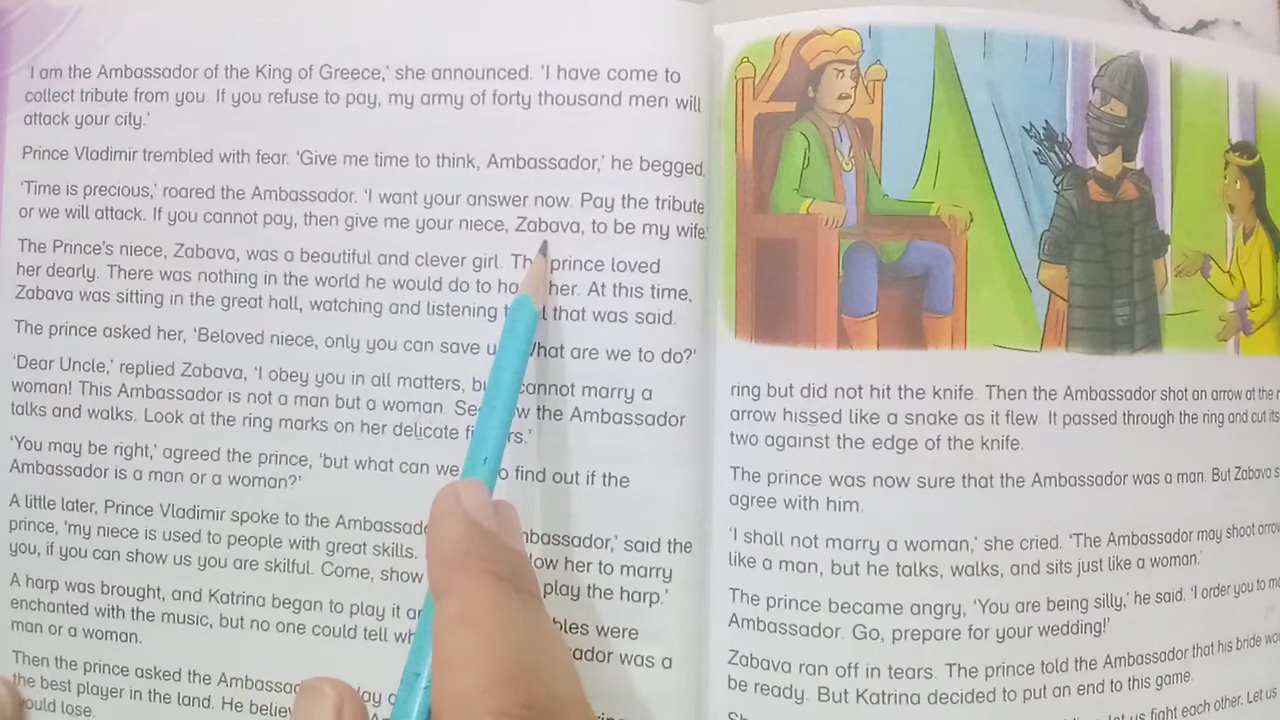 'I am the Ambassador of the King of Greece,' she announced. 'I have come to
collect tribute from you. If you refuse to pay, my army of forty thousand men will
attack your city.'
Prince Vladimir trembled with fear. 'Give me time to think, Ambassador,' he begged.
'Time is precious,' roared the Ambassador. 'I want your answer now. Pay the tribute
or we will attack. If you cannot pay, then give me your niece, Zabava, to be my wife.'
The Prince's niece, Zabava, was a beautiful and clever girl. The prince loved
her dearly. There was nothing in the world he would do to her. At this time,
Zabava was sitting in the great hall, watching and listening that was said.
The prince asked her, 'Beloved niece, only you can save What are we to do?'
'Dear Uncle,' replied Zabava, 'I obey you in all matters, cannot marry a
woman! This Ambassador is not a man but a woman. the Ambassador
talks and walks. Look at the ring marks on her delicate
'You may be right,' agreed the prince, 'but what can we find out if the
Ambassador is a man or a woman?'
A little later, Prince Vladimir spoke to the said the
prince, 'my niece is used to people with great skills. her to marry
you, if you can show us you are skilful. Come, show play the harp.'
A harp was brought, and Katrina began to play it were
enchanted with the music, but no one could tell was a
man or a woman.
Then the prince asked the
the best player in the land. He
would lose.
ring but did not hit the knife. Then the Ambassador shot an arrow at the
arrow hissed like a snake as it flew. It passed through the ring and cut
two against the edge of the knife.
The prince was now sure that the Ambassador was a man. But Zabava
agree with him.
'I shall not marry a woman,' she cried. 'The Ambassador may shoot
like a man, but he talks, walks, and sits just like a woman.'
The prince became angry, 'You are being silly,' he said. 'I order you to
Ambassador. Go, prepare for your wedding!'
Zabava ran off in tears. The prince told the Ambassador that his bride
be ready. But Katrina decided to put an end to this game.
us fight each other. Let us